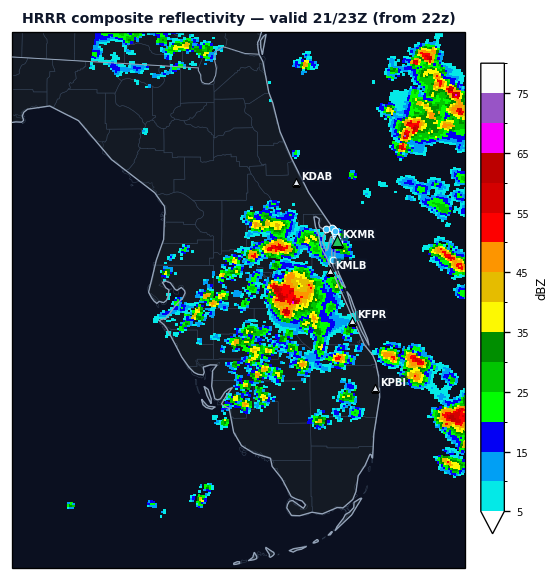 HRRR composite reflectivity — valid 21/23Z (from 22z)
KDAB
KXMR
KMLB
KFPR
KPBI
75
65
55
45
35
25
15
5
dBZ